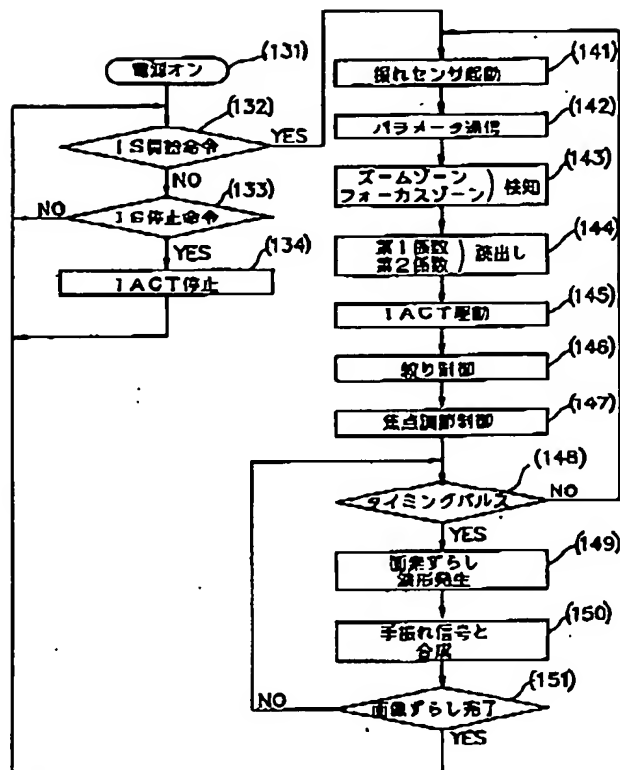 電源オン
(131)
IS開始命令
(132)
YES
NO
IS停止命令
(133)
NO
YES
IACT停止
(134)
振れセンサ起動
(141)
パラメータ通信
(142)
ズームゾーン
フォーカスゾーン
)検知
(143)
第1係数
第2係数
)読出し
(144)
IACT駆動
(145)
絞り制御
(146)
焦点調節制御
(147)
タイミングパルス
(148)
NO
YES
画素ずらし
波形発生
(149)
手振れ信号と
合成
(150)
画素ずらし完了
(151)
NO
YES